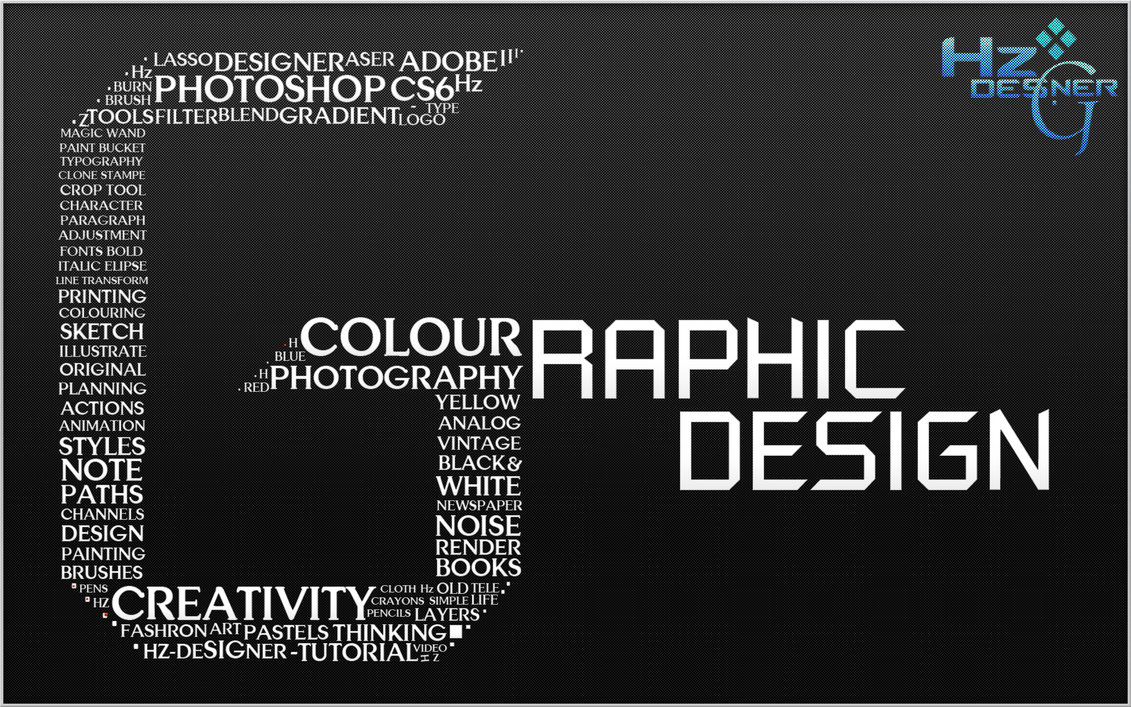 LASSO DESIGNER ASER ADOBE
Hz
BURN PHOTOSHOP CS6 Hz
BRUSH
Z TOOLS FILTER BLEND GRADIENT LOGO TYPE
MAGIC WAND
PAINT BUCKET
TYPOGRAPHY
CLONE STAMPE
CROP TOOL
CHARACTER
PARAGRAPH
ADJUSTMENT
FONTS BOLD
ITALIC ELIPSE
LINE TRANSFORM
PRINTING
COLOURING
SKETCH
ILLUSTRATE
ORIGINAL
PLANNING
ACTIONS
ANIMATION
STYLES
NOTE
PATHS
CHANNELS
DESIGN
PAINTING
BRUSHES
H COLOUR
BLUE
H PHOTOGRAPHY
RED
YELLOW
ANALOG
VINTAGE
BLACK&
WHITE
NEWSPAPER
NOISE
RENDER
BOOKS
PENS
HZ CREATIVITY
CLOTH Hz OLD TELE
CRAYONS SIMPLE LIFE
PENCILS LAYERS
FASHRON ART PASTELS THINKING
HZ-DESIGNER-TUTORIAL VIDEO
H Z
RAPHIC
DESIGN
Hz
DESNER
G